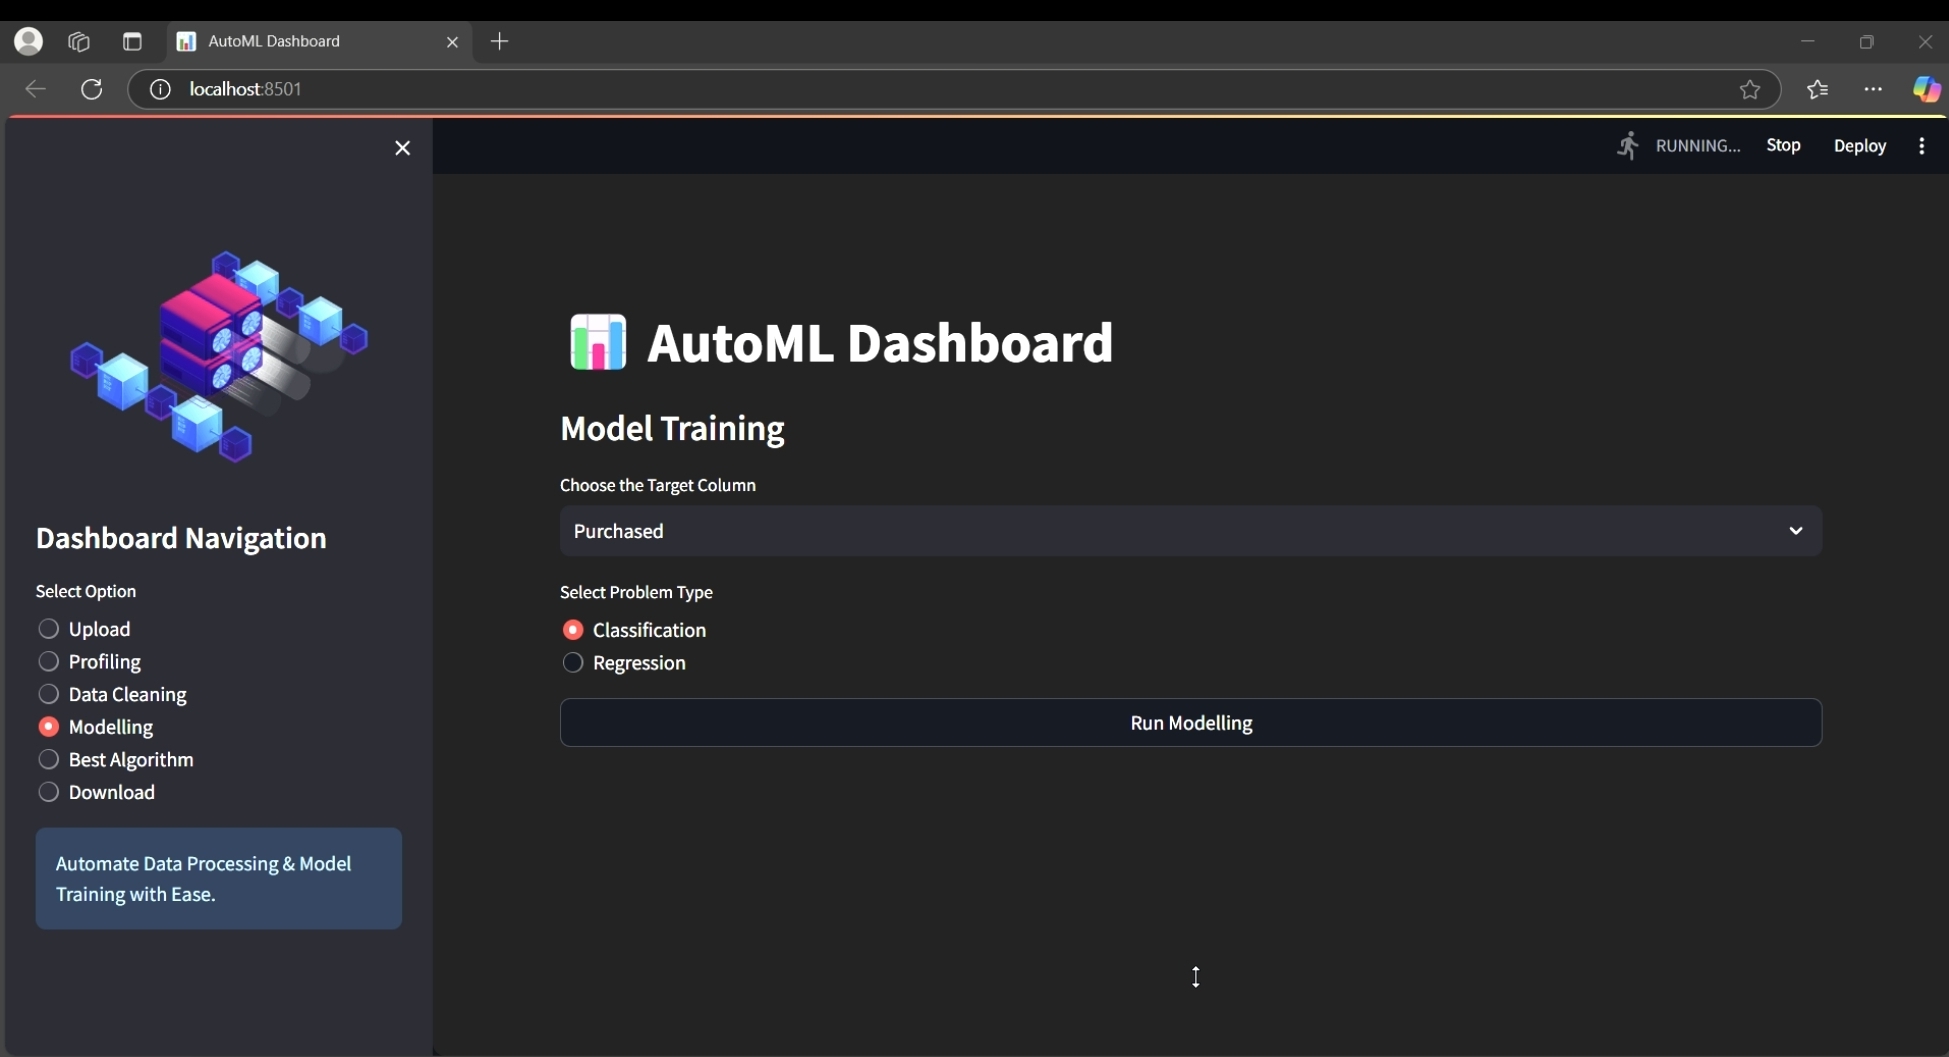 AutoML Dashboard
localhost:8501
RUNNING...
Stop
Deploy
Dashboard Navigation
Select Option
Upload
Profiling
Data Cleaning
Modelling
Best Algorithm
Download
Automate Data Processing & Model
Training with Ease.
AutoML Dashboard
Model Training
Choose the Target Column
Purchased
Select Problem Type
Classification
Regression
Run Modelling